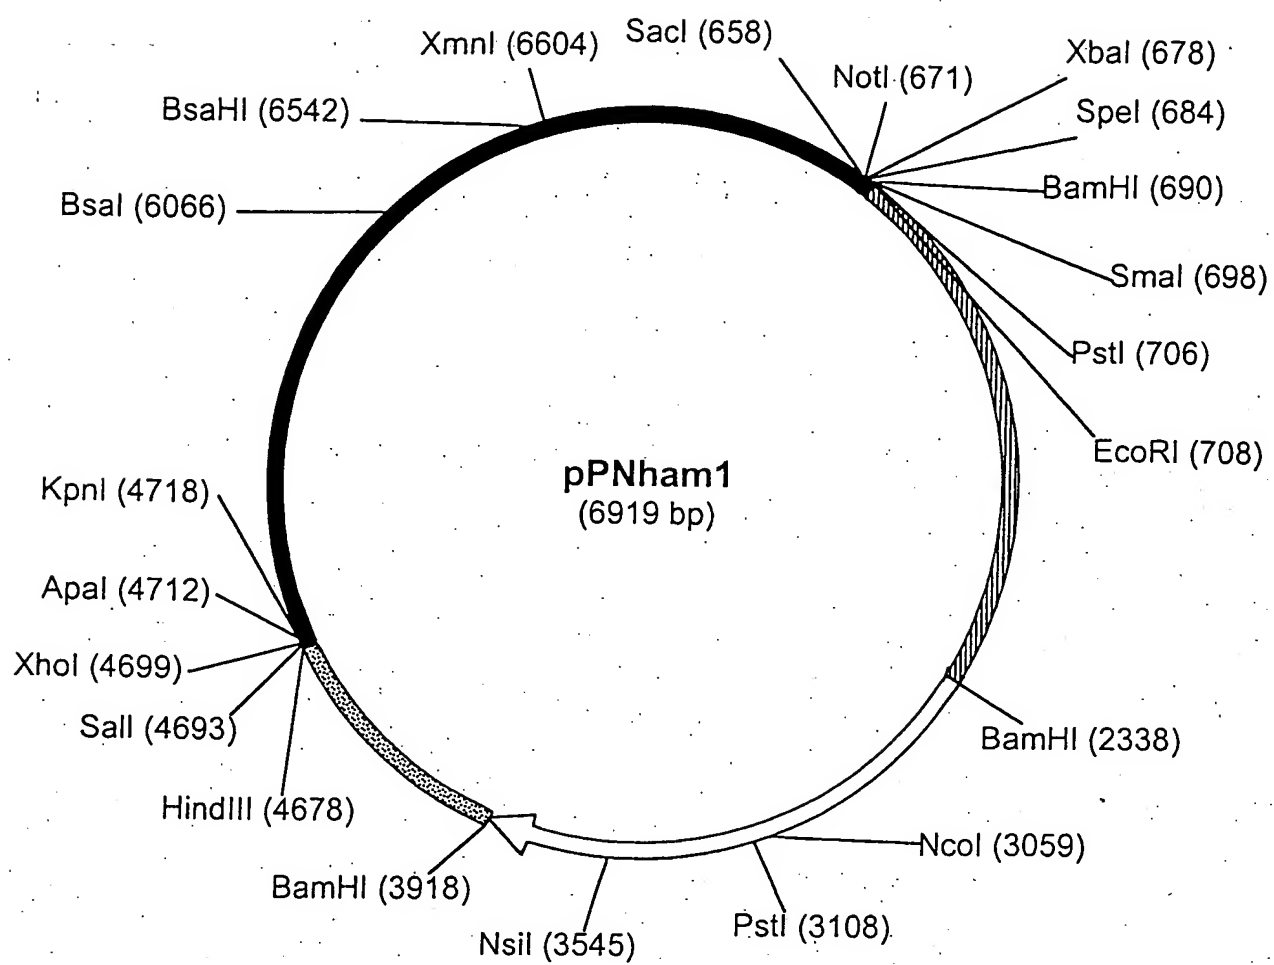 XmnI (6604)
SacI (658)
NotI (671)
XbaI (678)
SpeI (684)
BsaHI (6542)
BamHI (690)
BsaI (6066)
SmaI (698)
PstI (706)
EcoRI (708)
pPNham1
(6919 bp)
KpnI (4718)
ApaI (4712)
XhoI (4699)
SalI (4693)
BamHI (2338)
HindIII (4678)
NcoI (3059)
BamHI (3918)
PstI (3108)
NsiI (3545)